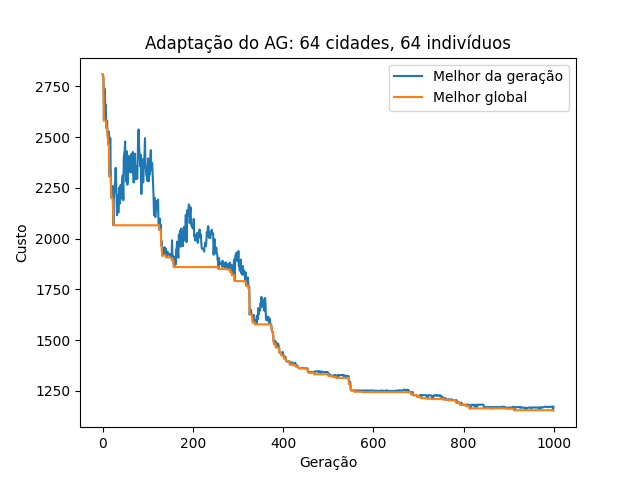 Adaptação do AG: 64 cidades, 64 indivíduos
Melhor da geração
Melhor global
2750
2500
2250
2000
1750
1500
1250
Custo
0 200 400 600 800 1000
Geração